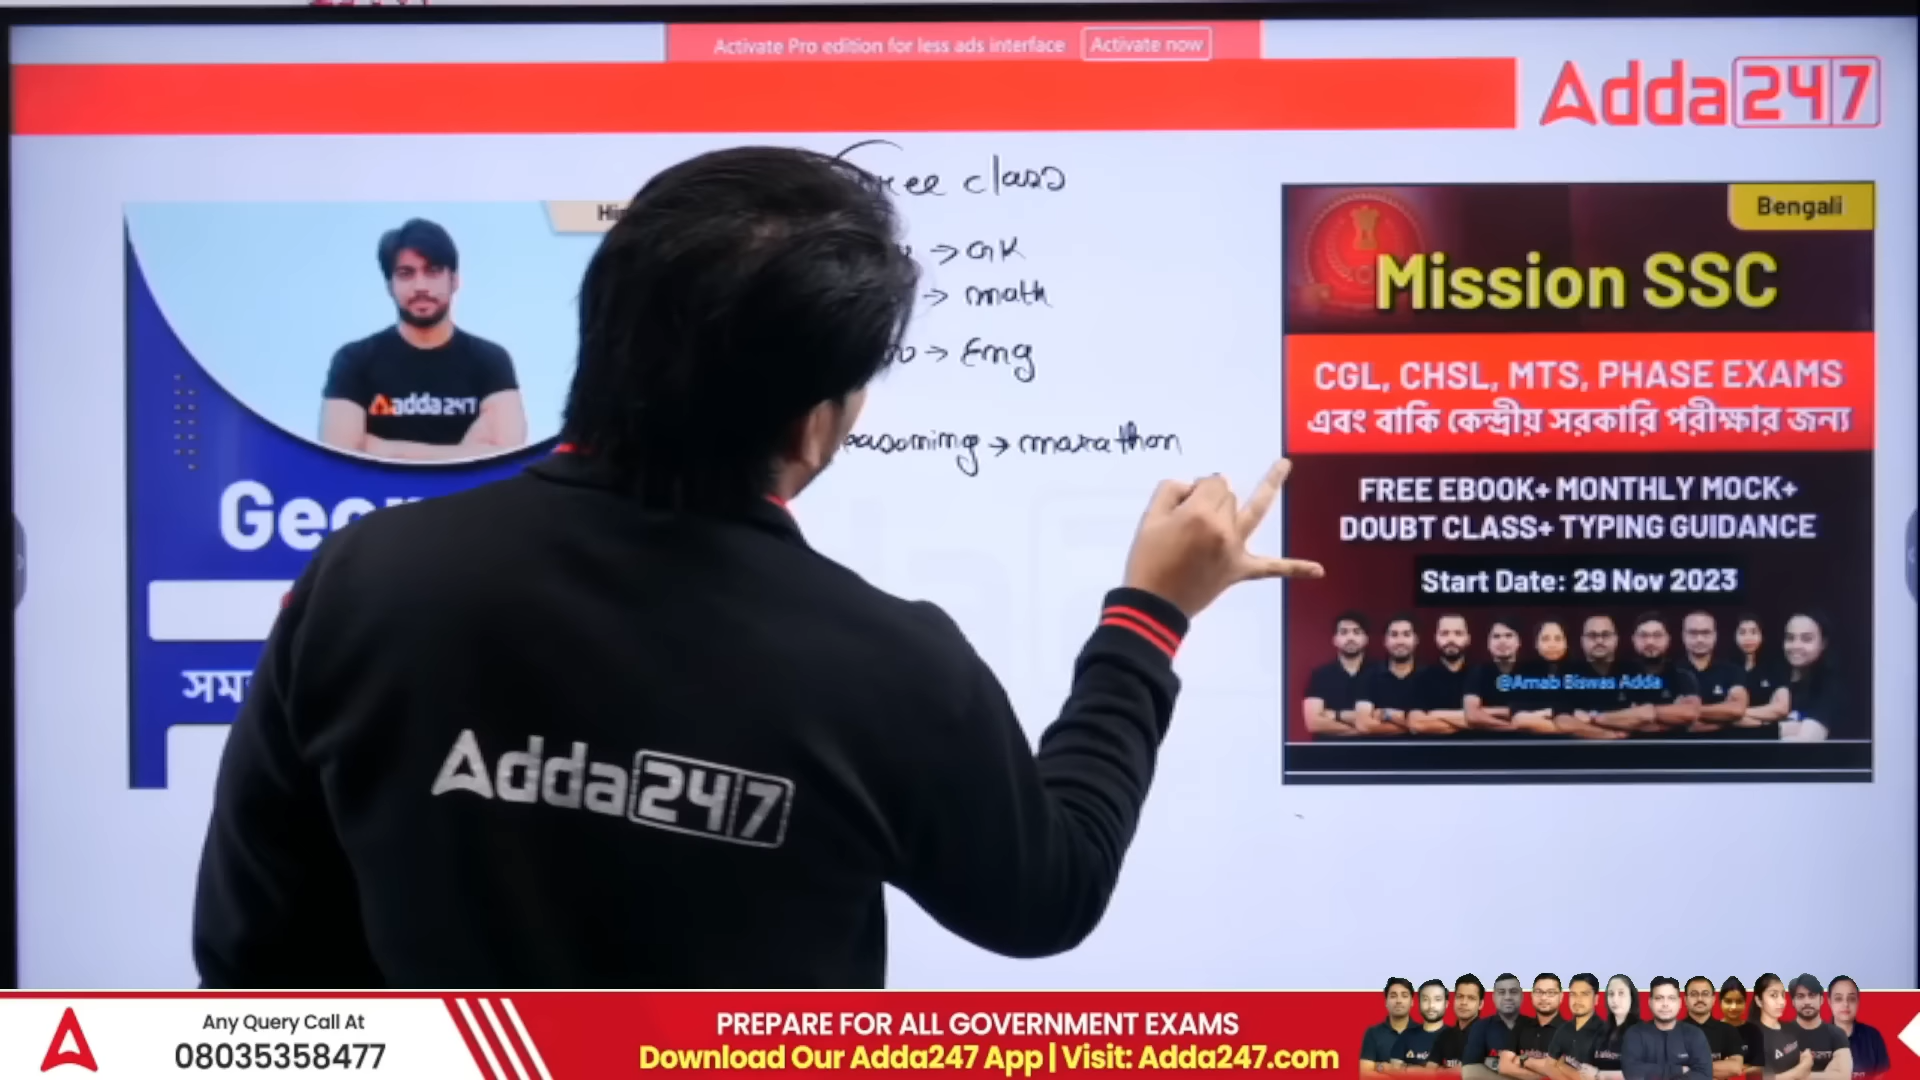 Activate Pro edition for less ads interface Activate now
Adda247
class
→ GK
→ math
→ Eng
→ marathon
adda247
সম
Bengali
Mission SSC
CGL, CHSL, MTS, PHASE EXAMS
এবং বাকি কেন্দ্রীয় সরকারি পরীক্ষার জন্য
FREE EBOOK+ MONTHLY MOCK+
DOUBT CLASS+ TYPING GUIDANCE
Start Date: 29 Nov 2023
@Arnab Biswas Adda
Adda247
Any Query Call At
08035358477
PREPARE FOR ALL GOVERNMENT EXAMS
Download Our Adda247 App | Visit: Adda247.com